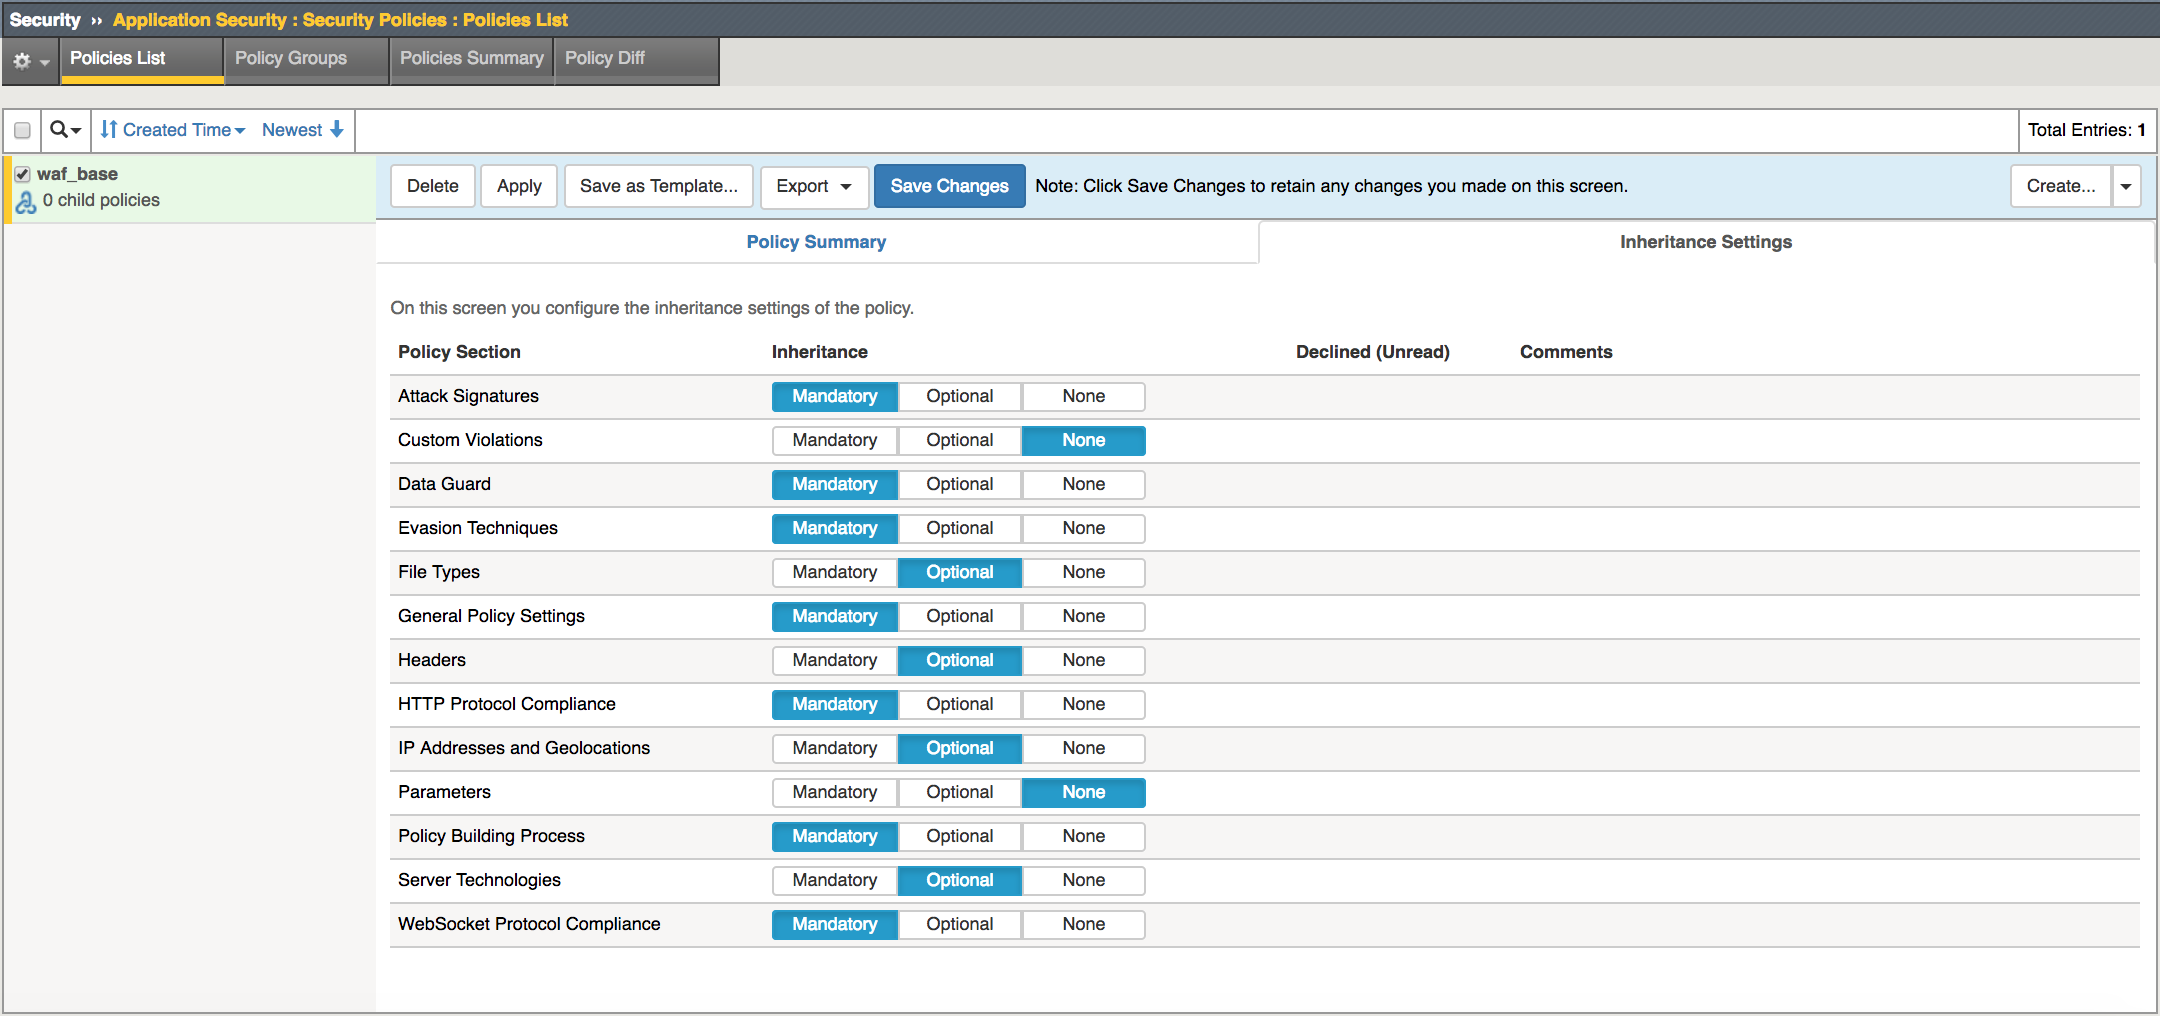 Security ›› Application Security : Security Policies : Policies List
Policies List Policy Groups Policies Summary Policy Diff
Created Time Newest Total Entries: 1
waf_base
0 child policies
Delete Apply Save as Template... Export Save Changes Note: Click Save Changes to retain any changes you made on this screen. Create...
Policy Summary Inheritance Settings
On this screen you configure the inheritance settings of the policy.
Policy Section Inheritance Declined (Unread) Comments
Attack Signatures Mandatory Optional None
Custom Violations Mandatory Optional None
Data Guard Mandatory Optional None
Evasion Techniques Mandatory Optional None
File Types Mandatory Optional None
General Policy Settings Mandatory Optional None
Headers Mandatory Optional None
HTTP Protocol Compliance Mandatory Optional None
IP Addresses and Geolocations Mandatory Optional None
Parameters Mandatory Optional None
Policy Building Process Mandatory Optional None
Server Technologies Mandatory Optional None
WebSocket Protocol Compliance Mandatory Optional None